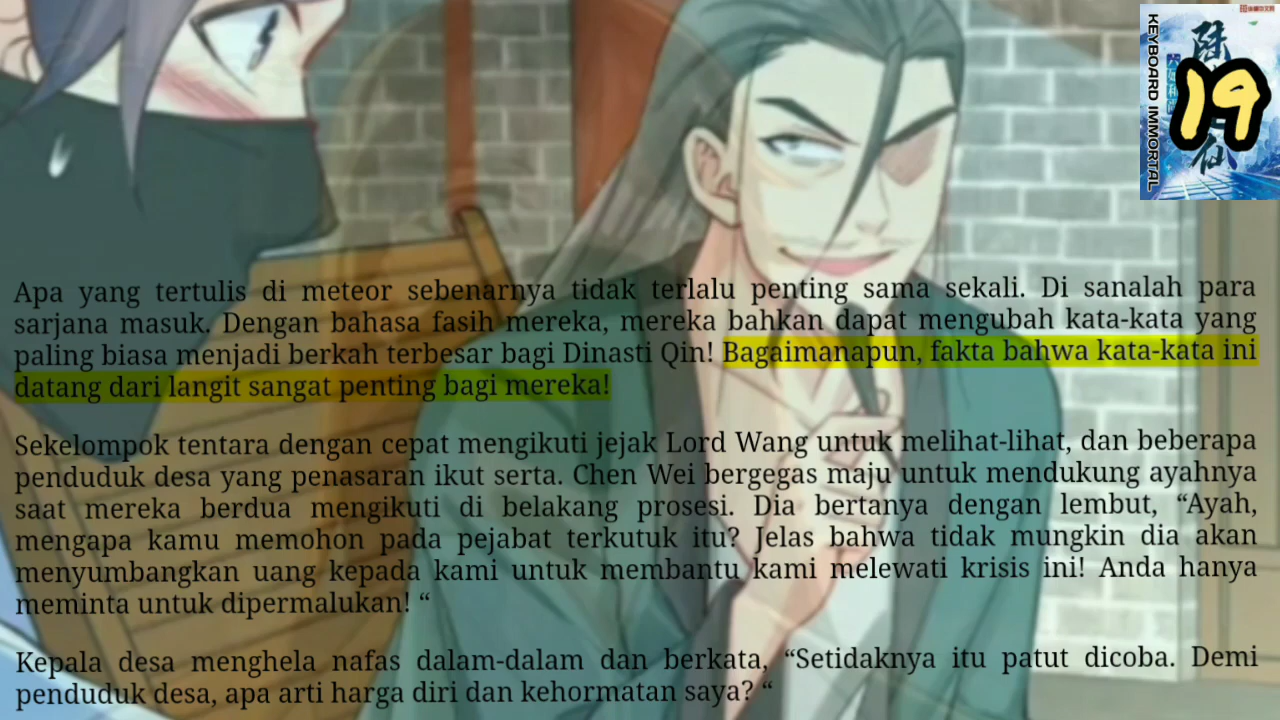 KEYBOARD IMMORTAL
19
Apa yang tertulis di meteor sebenarnya tidak terlalu penting sama sekali. Di sanalah para
sarjana masuk. Dengan bahasa fasih mereka, mereka bahkan dapat mengubah kata-kata yang
paling biasa menjadi berkah terbesar bagi Dinasti Qin! Bagaimanapun, fakta bahwa kata-kata ini
datang dari langit sangat penting bagi mereka!
Sekelompok tentara dengan cepat mengikuti jejak Lord Wang untuk melihat-lihat, dan beberapa
penduduk desa yang penasaran ikut serta. Chen Wei bergegas maju untuk mendukung ayahnya
saat mereka berdua mengikuti di belakang prosesi. Dia bertanya dengan lembut, “Ayah,
mengapa kamu memohon pada pejabat terkutuk itu? Jelas bahwa tidak mungkin dia akan
menyumbangkan uang kepada kami untuk membantu kami melewati krisis ini! Anda hanya
meminta untuk dipermalukan! “
Kepala desa menghela nafas dalam-dalam dan berkata, “Setidaknya itu patut dicoba. Demi
penduduk desa, apa arti harga diri dan kehormatan saya? “